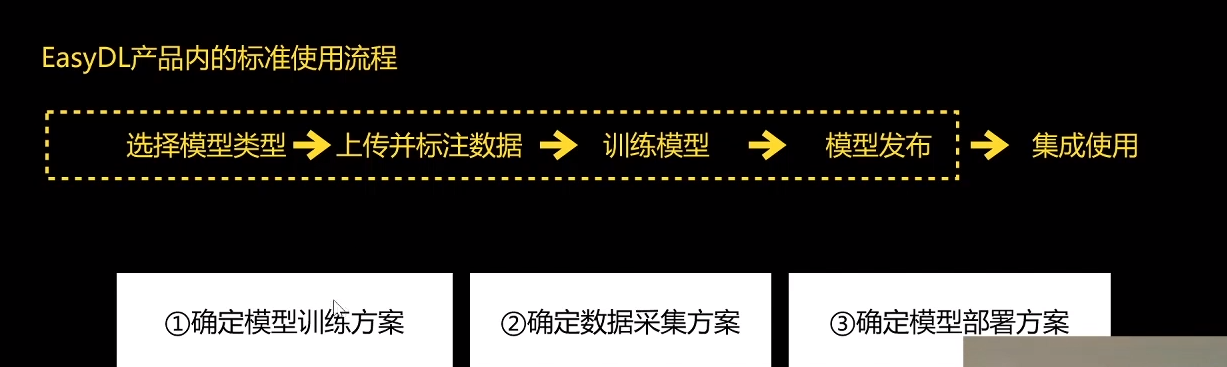 EasyDL产品内的标准使用流程
选择模型类型 → 上传并标注数据 → 训练模型 → 模型发布 → 集成使用
①确定模型训练方案 ②确定数据采集方案 ③确定模型部署方案